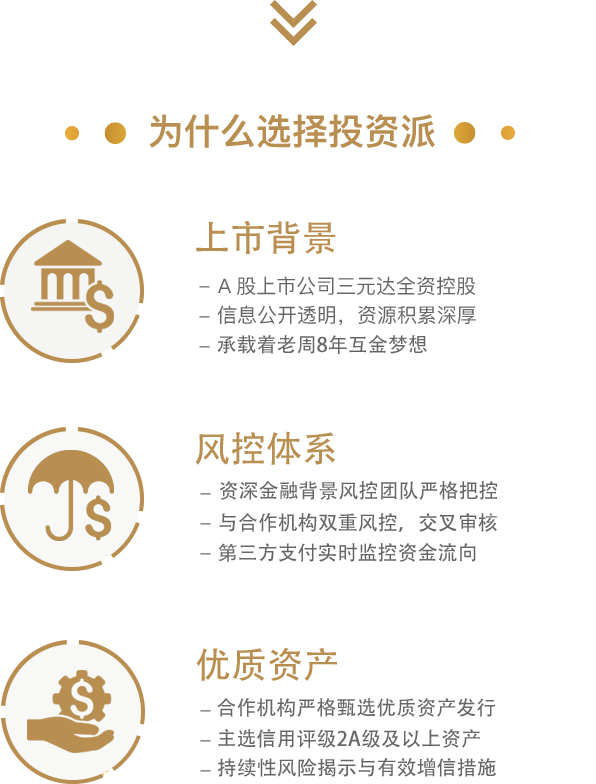 为什么选择投资派
上市背景
– A 股上市公司三元达全资控股
– 信息公开透明，资源积累深厚
– 承载着老周8年互金梦想
风控体系
– 资深金融背景风控团队严格把控
– 与合作机构双重风控，交叉审核
– 第三方支付实时监控资金流向
优质资产
– 合作机构严格甄选优质资产发行
– 主选信用评级2A级及以上资产
– 持续性风险揭示与有效增信措施